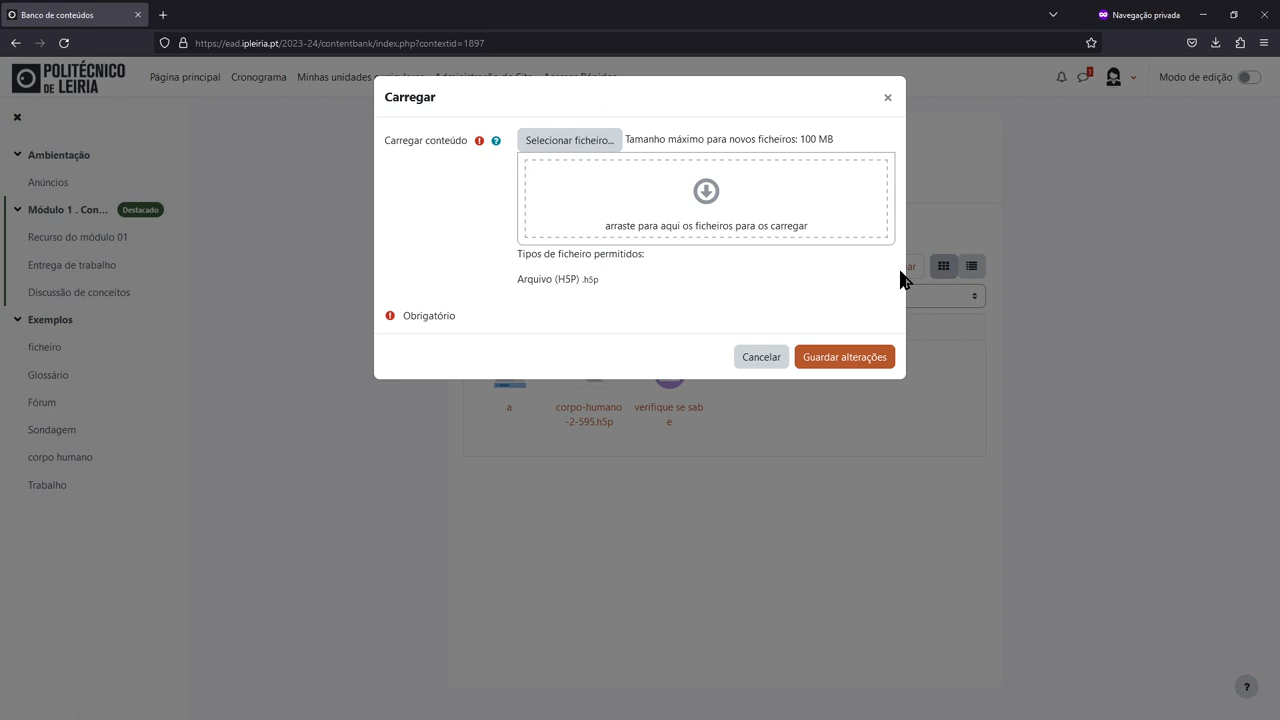 Banco de conteúdos
Navegação privada
https://ead.ipleiria.pt/2023-24/contentbank/index.php?contextid=1897
POLITÉCNICO
DE LEIRIA
Página principal
Cronograma
1
Modo de edição
Carregar
Carregar conteúdo
Selecionar ficheiro...
Tamanho máximo para novos ficheiros: 100 MB
arraste para aqui os ficheiros para os carregar
Tipos de ficheiro permitidos:
Arquivo (H5P) .h5p
Obrigatório
Cancelar
Guardar alterações
Ambientação
Anúncios
Módulo 1 . Con...
Destacado
Recurso do módulo 01
Entrega de trabalho
Discussão de conceitos
Exemplos
ficheiro
Glossário
Fórum
Sondagem
corpo humano
Trabalho
ar
a
corpo-humano
-2-595.h5p
verifique se sab
e
?